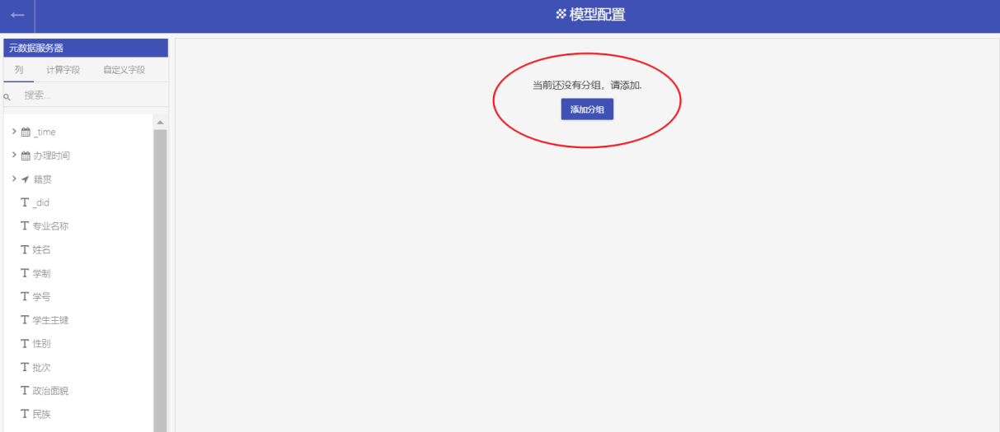 模型配置
元数据服务器
列 计算字段 自定义字段
搜索...
_time
办理时间
籍贯
_did
专业名称
姓名
学制
学号
学生主键
性别
批次
政治面貌
民族
当前还没有分组，请添加.
添加分组